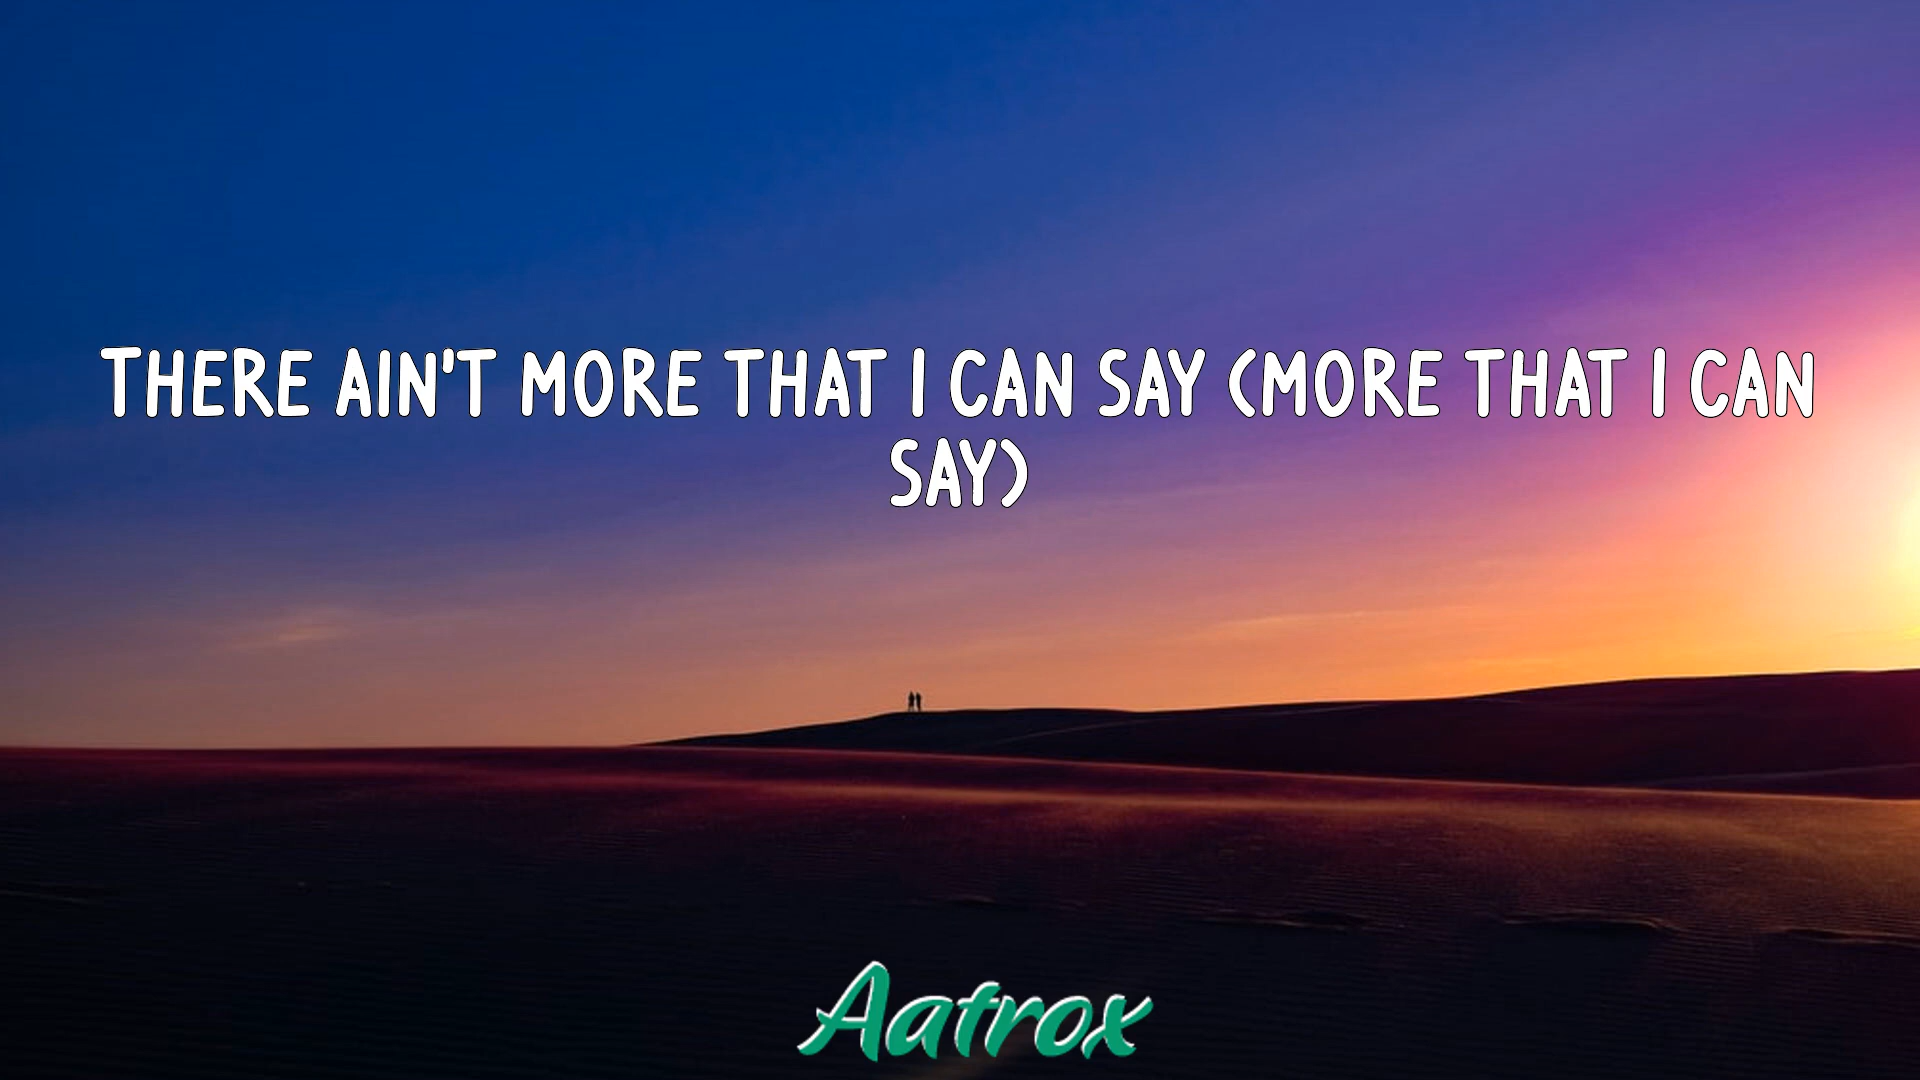 THERE AIN'T MORE THAT I CAN SAY (MORE THAT I CAN
SAY)
Aatrox